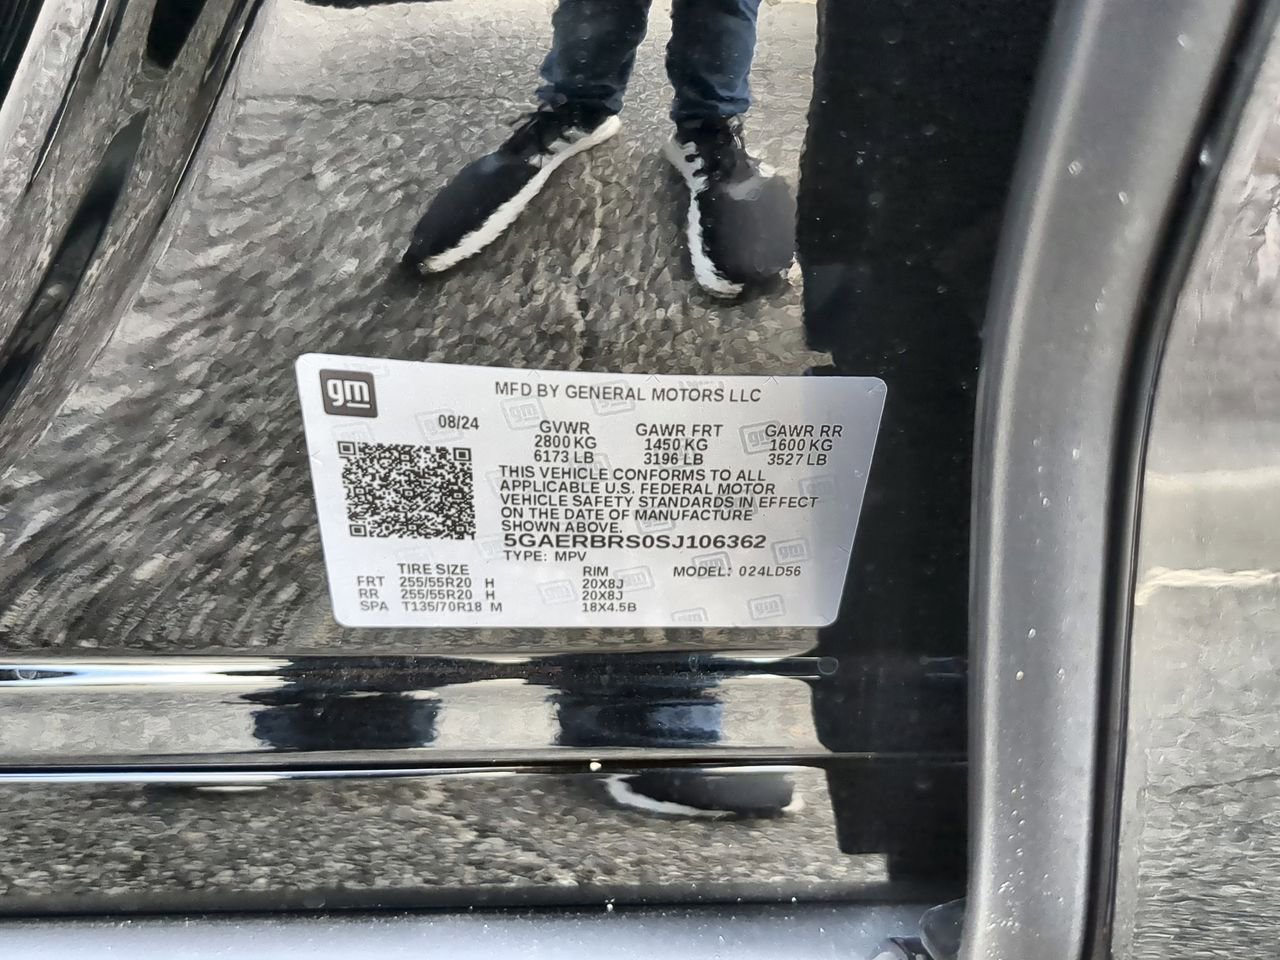 gm
MFD BY GENERAL MOTORS LLC
08/24
GVWR GAWR FRT GAWR RR
2800 KG 1450 KG 1600 KG
6173 LB 3196 LB 3527 LB
THIS VEHICLE CONFORMS TO ALL
APPLICABLE U.S. FEDERAL MOTOR
VEHICLE SAFETY STANDARDS IN EFFECT
ON THE DATE OF MANUFACTURE
SHOWN ABOVE.
5GAERBRS0SJ106362
TYPE: MPV
TIRE SIZE RIM MODEL: 024LD56
FRT 255/55R20 H 20X8J
RR 255/55R20 H 20X8J
SPA T135/70R18 M 18X4.5B